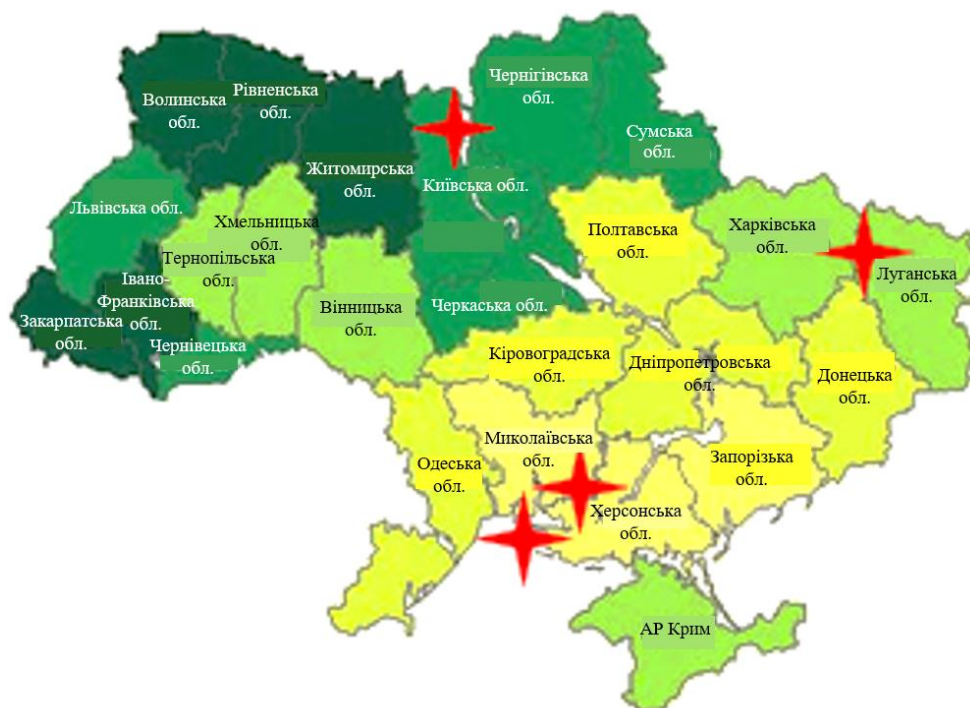 Чернігівська
обл.
Волинська
обл.
Рівненська
обл.
Сумська
обл.
Житомирська
обл.
Київська обл.
Львівська обл.
Хмельницька
обл.
Тернопільська
обл.
Полтавська
обл.
Харківська
обл.
Луганська
обл.
Івано-
Франківська
обл.
Закарпатська
обл.
Чернівецька
обл.
Вінницька
обл.
Черкаська обл.
Кіровоградська
обл.
Дніпропетровська
обл.
Донецька
обл.
Миколаївська
обл.
Одеська
обл.
Запорізька
обл.
Херсонська
обл.
АР Крим